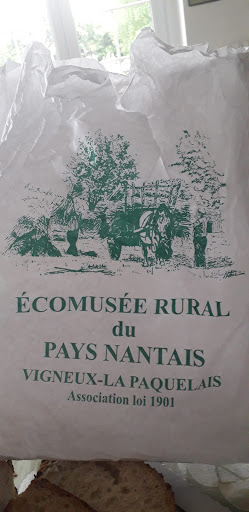 ÉCOMUSÉE RURAL
du
PAYS NANTAIS
VIGNEUX-LA PAQUELAIS
Association loi 1901